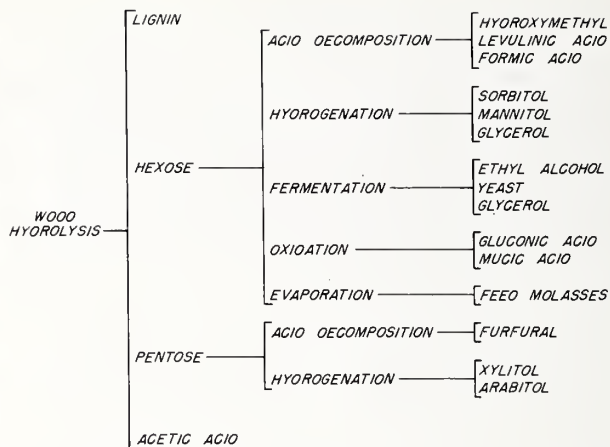 LIGNIN
ACIO OECOMPOSITION
HYOROXYMETHYL
LEVULINIC ACIO
FORMIC ACIO
HYOROGENATION
SORBITOL
MANNITOL
GLYCEROL
HEXOSE
FERMENTATION
ETHYL ALCOHOL
YEAST
GLYCEROL
WOOO
HYOROLYSIS
OXIOATION
GLUCONIC ACIO
MUCIC ACIO
EVAPORATION
FEEO MOLASSES
PENTOSE
ACIO OECOMPOSITION
FURFURAL
HYOROGENATION
XYLITOL
ARABITOL
ACETIC ACIO